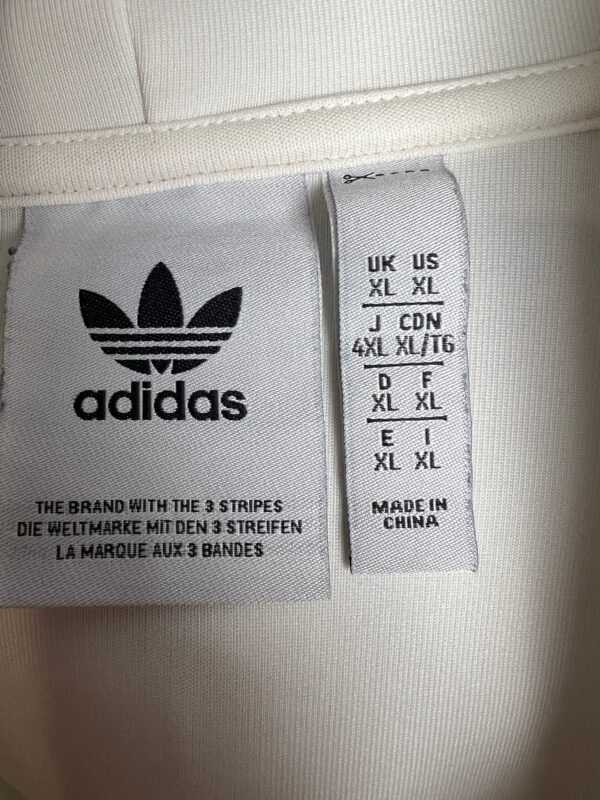 adidas
THE BRAND WITH THE 3 STRIPES
DIE WELTMARKE MIT DEN 3 STREIFEN
LA MARQUE AUX 3 BANDES
UK US
XL XL
J CDN
4XL XL/TG
D F
XL XL
E I
XL XL
MADE IN
CHINA